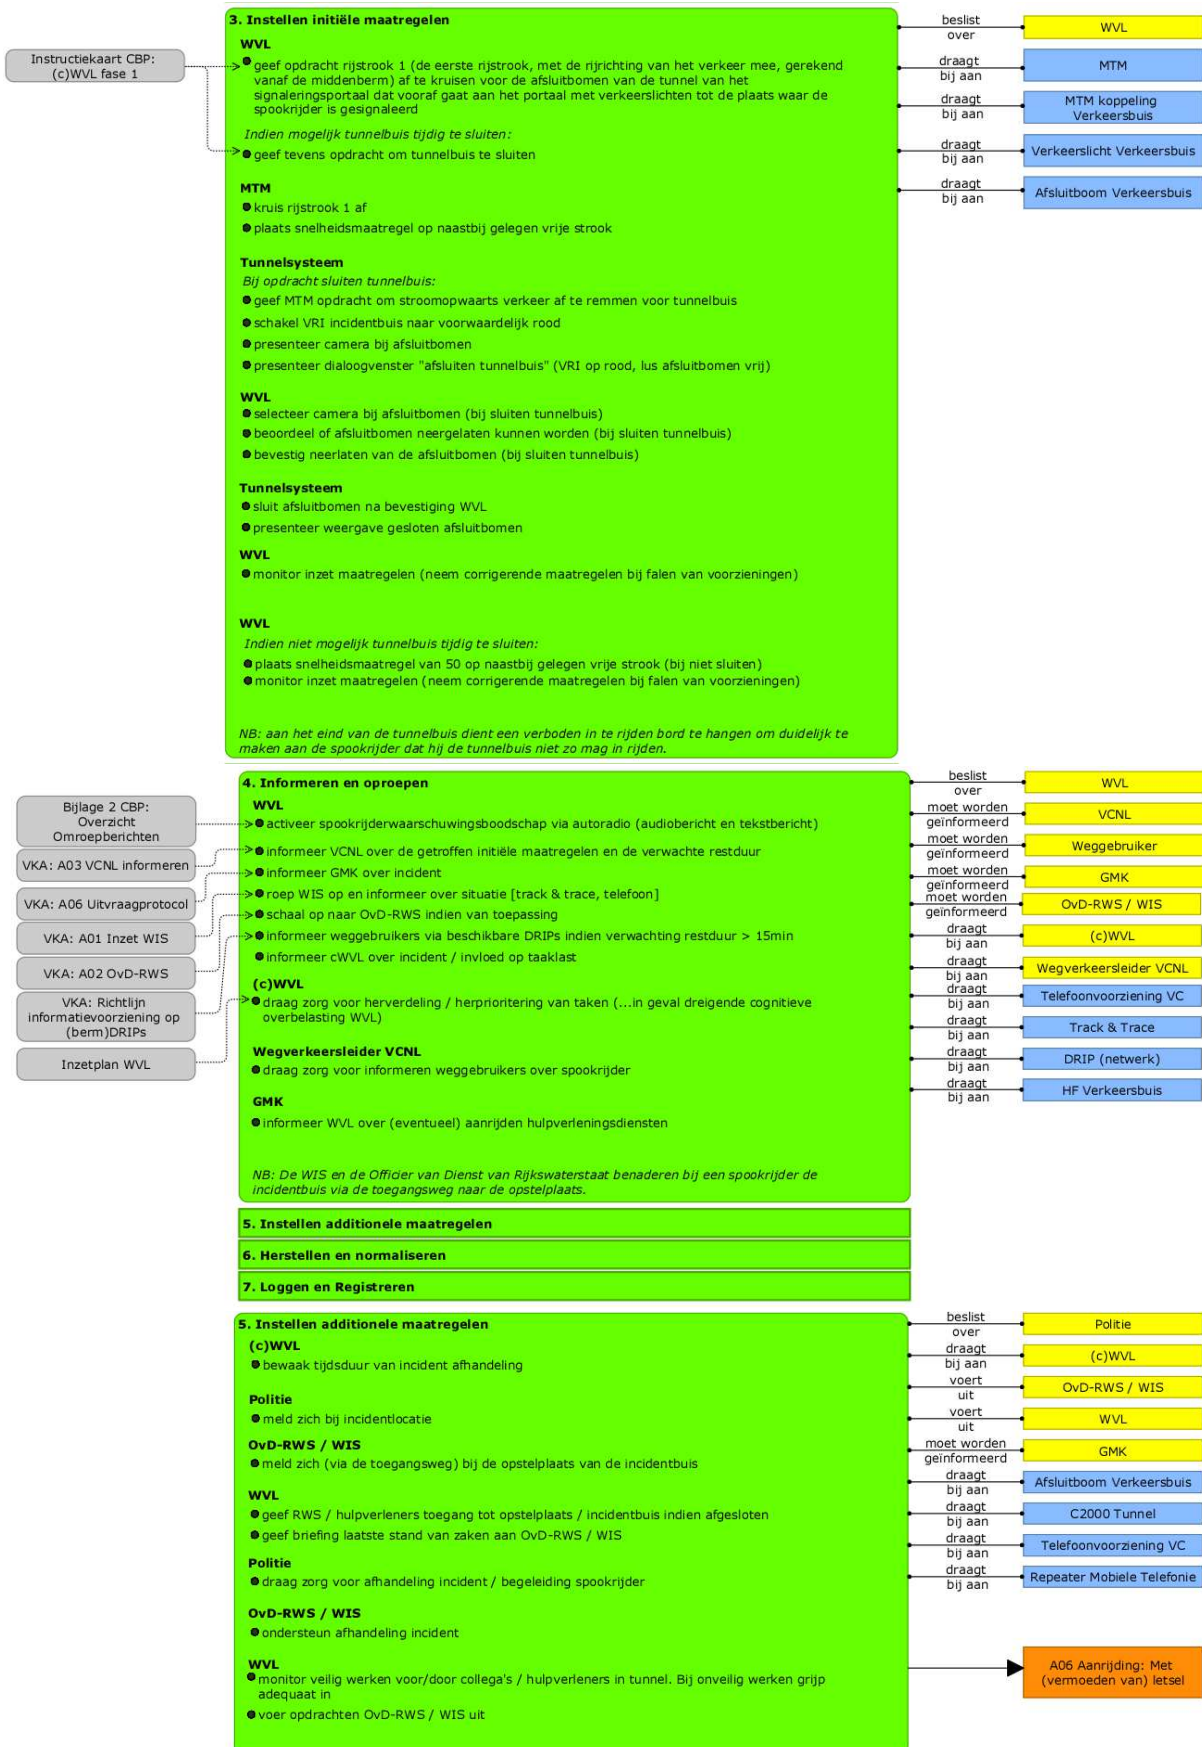 3. Instellen initiële maatregelen
WVL
geef opdracht rijstrook 1 (de eerste rijstrook, met de rijrichting van het verkeer mee, gerekend
vanaf de middenberm) af te kruisen voor de afsluitbomen van de tunnel van het
signaleringsportaal dat vooraf gaat aan het portaal met verkeerslichten tot de plaats waar de
spookrijder is gesignaleerd
Indien mogelijk tunnelbuis tijdig te sluiten:
geef tevens opdracht om tunnelbuis te sluiten
MTM
kruis rijstrook 1 af
plaats snelheidsmaatregel op naastbij gelegen vrije strook
Tunnelsysteem
Bij opdracht sluiten tunnelbuis:
geef MTM opdracht om stroomopwaarts verkeer af te remmen voor tunnelbuis
schakel VRI incidentbuis naar voorwaardelijk rood
presenteer camera bij afsluitbomen
presenteer dialoogvenster "afsluiten tunnelbuis" (VRI op rood, lus afsluitbomen vrij)
WVL
selecteer camera bij afsluitbomen (bij sluiten tunnelbuis)
beoordeel of afsluitbomen neergelaten kunnen worden (bij sluiten tunnelbuis)
bevestig neerlaten van de afsluitbomen (bij sluiten tunnelbuis)
Tunnelsysteem
sluit afsluitbomen na bevestiging WVL
presenteer weergave gesloten afsluitbomen
WVL
monitor inzet maatregelen (neem corrigerende maatregelen bij falen van voorzieningen)
WVL
Indien niet mogelijk tunnelbuis tijdig te sluiten:
plaats snelheidsmaatregel van 50 op naastbij gelegen vrije strook (bij niet sluiten)
monitor inzet maatregelen (neem corrigerende maatregelen bij falen van voorzieningen)
NB: aan het eind van de tunnelbuis dient een verboden in te rijden bord te hangen om duidelijk te
maken aan de spookrijder dat hij de tunnelbuis niet zo mag in rijden.
Instructiekaart CBP:
(c)WVL fase 1
beslist
over
WVL
draagt
bij aan
MTM
draagt
bij aan
MTM koppeling
Verkeersbuis
draagt
bij aan
Verkeerslicht Verkeersbuis
draagt
bij aan
Afsluitboom Verkeersbuis
4. Informeren en oproepen
WVL
activeer spookrijderwaarschuwingsboodschap via autoradio (audiobericht en tekstbericht)
informeer VCNL over de getroffen initiële maatregelen en de verwachte restduur
informeer GMK over incident
roep WIS op en informeer over situatie [track & trace, telefoon]
schaal op naar OvD-RWS indien van toepassing
informeer weggebruikers via beschikbare DRIPs indien verwachting restduur > 15min
informeer cWVL over incident / invloed op taaklast
(c)WVL
draag zorg voor herverdeling / herprioritering van taken (...in geval dreigende cognitieve
overbelasting WVL)
Wegverkeersleider VCNL
draag zorg voor informeren weggebruikers over spookrijder
GMK
informeer WVL over (eventueel) aanrijden hulpverleningsdiensten
NB: De WIS en de Officier van Dienst van Rijkswaterstaat benaderen bij een spookrijder de
incidentbuis via de toegangsweg naar de opstelplaats.
Bijlage 2 CBP:
Overzicht
Omroepberichten
VKA: A03 VCNL informeren
VKA: A06 Uitvraagprotocol
VKA: A01 Inzet WIS
VKA: A02 OvD-RWS
VKA: Richtlijn
informatievoorziening op
(berm)DRIPs
Inzetplan WVL
beslist
over
WVL
moet worden
geïnformeerd
VCNL
moet worden
geïnformeerd
Weggebruiker
moet worden
geïnformeerd
GMK
moet worden
geïnformeerd
OvD-RWS / WIS
draagt
bij aan
(c)WVL
draagt
bij aan
Wegverkeersleider VCNL
draagt
bij aan
Telefoonvoorziening VC
draagt
bij aan
Track & Trace
draagt
bij aan
DRIP (netwerk)
draagt
bij aan
HF Verkeersbuis
5. Instellen additionele maatregelen
6. Herstellen en normaliseren
7. Loggen en Registreren
5. Instellen additionele maatregelen
(c)WVL
bewaak tijdsduur van incident afhandeling
Politie
meld zich bij incidentlocatie
OvD-RWS / WIS
meld zich (via de toegangsweg) bij de opstelplaats van de incidentbuis
WVL
geef RWS / hulpverleners toegang tot opstelplaats / incidentbuis indien afgesloten
geef briefing laatste stand van zaken aan OvD-RWS / WIS
Politie
draag zorg voor afhandeling incident / begeleiding spookrijder
OvD-RWS / WIS
ondersteun afhandeling incident
WVL
monitor veilig werken voor/door collega's / hulpverleners in tunnel. Bij onveilig werken grijp
adequaat in
voer opdrachten OvD-RWS / WIS uit
beslist
over
Politie
draagt
bij aan
(c)WVL
voert
uit
OvD-RWS / WIS
voert
uit
WVL
moet worden
geïnformeerd
GMK
draagt
bij aan
Afsluitboom Verkeersbuis
draagt
bij aan
C2000 Tunnel
draagt
bij aan
Telefoonvoorziening VC
draagt
bij aan
Repeater Mobiele Telefonie
A06 Aanrijding: Met
(vermoeden van) letsel